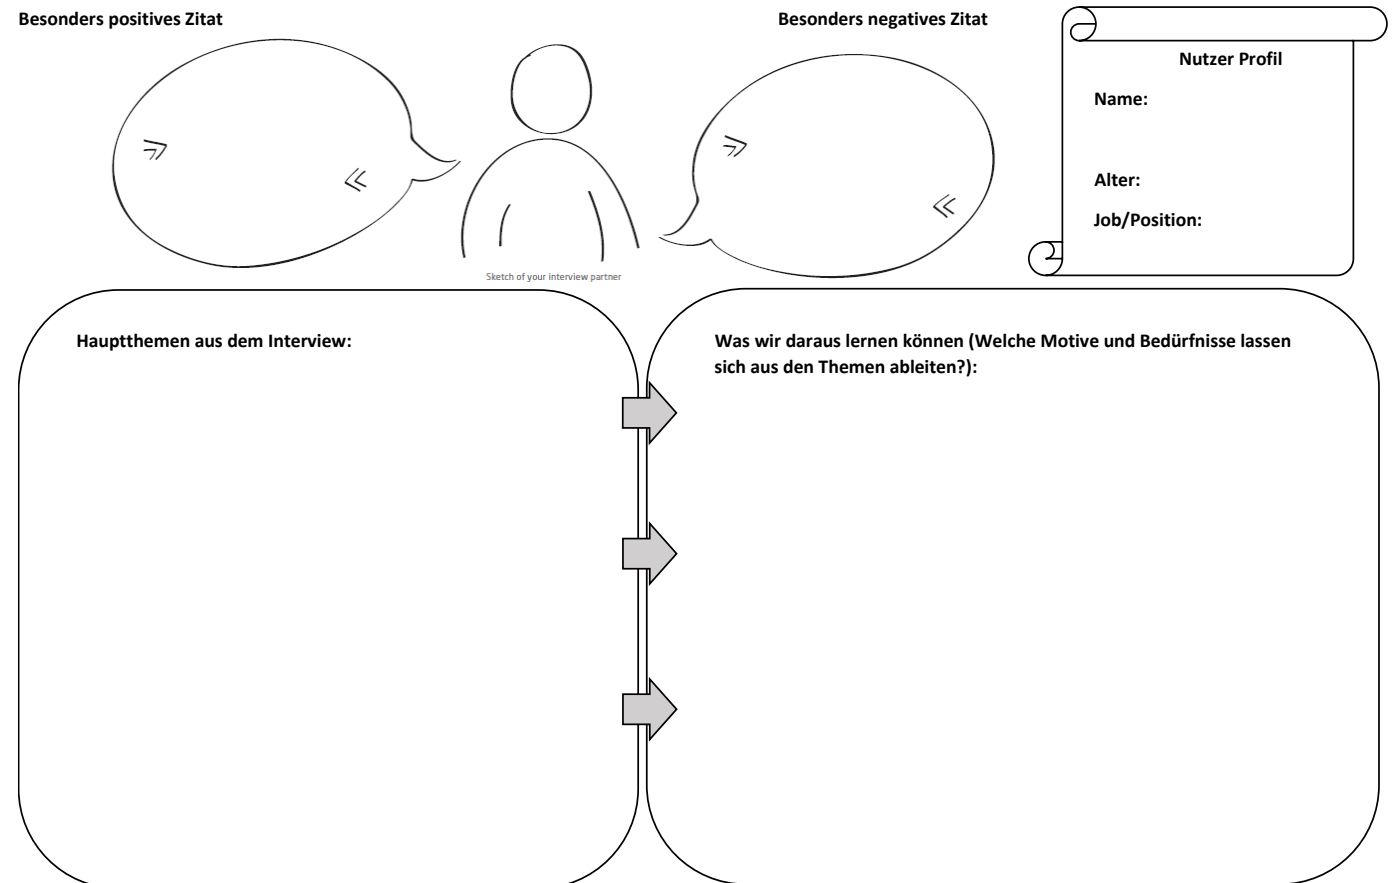 Besonders positives Zitat
Besonders negatives Zitat
Nutzer Profil
Name:
Alter:
Job/Position:
»
«
»
«
Sketch of your interview partner
Hauptthemen aus dem Interview:
Was wir daraus lernen können (Welche Motive und Bedürfnisse lassen
sich aus den Themen ableiten?):